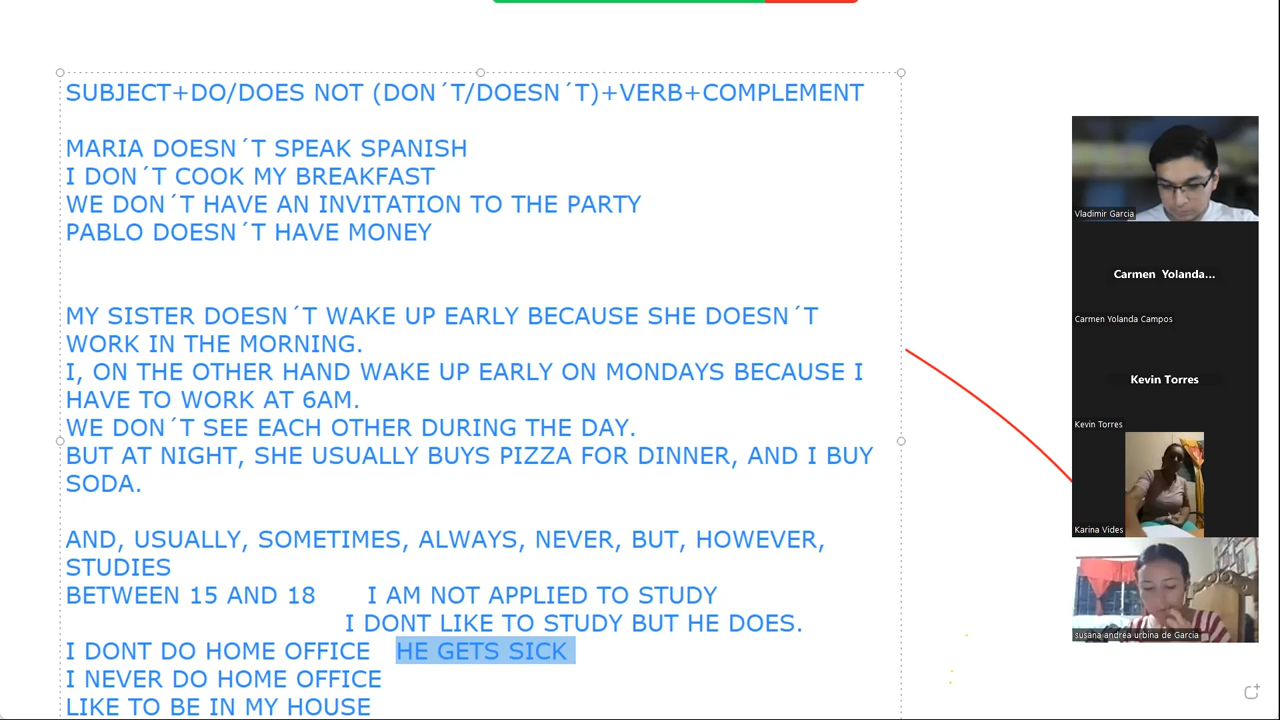 SUBJECT+DO/DOES NOT (DON´T/DOESN´T)+VERB+COMPLEMENT
MARIA DOESN´T SPEAK SPANISH
I DON´T COOK MY BREAKFAST
WE DON´T HAVE AN INVITATION TO THE PARTY
PABLO DOESN´T HAVE MONEY
MY SISTER DOESN´T WAKE UP EARLY BECAUSE SHE DOESN´T
WORK IN THE MORNING.
I, ON THE OTHER HAND WAKE UP EARLY ON MONDAYS BECAUSE I
HAVE TO WORK AT 6AM.
WE DON´T SEE EACH OTHER DURING THE DAY.
BUT AT NIGHT, SHE USUALLY BUYS PIZZA FOR DINNER, AND I BUY
SODA.
AND, USUALLY, SOMETIMES, ALWAYS, NEVER, BUT, HOWEVER,
STUDIES
BETWEEN 15 AND 18 I AM NOT APPLIED TO STUDY
I DONT LIKE TO STUDY BUT HE DOES.
I DONT DO HOME OFFICE HE GETS SICK
I NEVER DO HOME OFFICE
LIKE TO BE IN MY HOUSE
Vladimir Garcia
Carmen Yolanda...
Carmen Yolanda Campos
Kevin Torres
Kevin Torres
Karina Vides
susana andrea urbina de Garcia